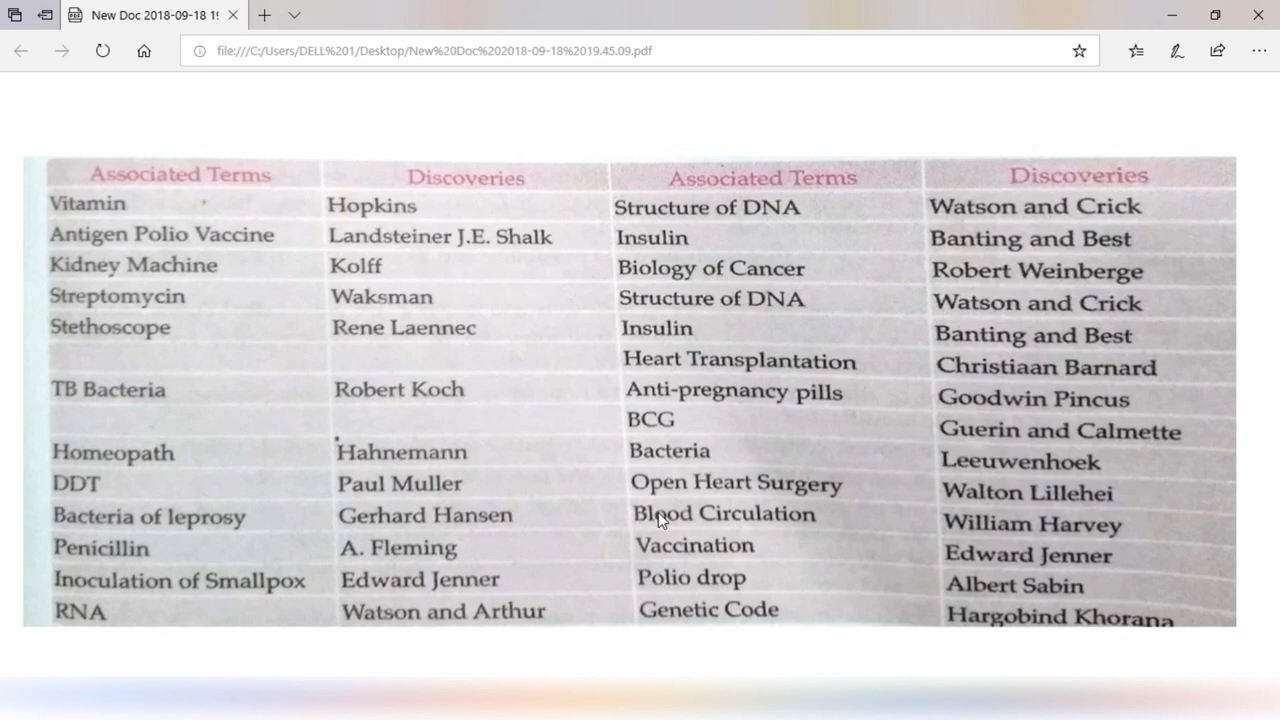 New Doc 2018-09-18 19
file:///C:/Users/DELL%201/Desktop/New%20Doc%202018-09-18%2019.45.09.pdf
Associated Terms Discoveries Associated Terms Discoveries
Vitamin Hopkins Structure of DNA Watson and Crick
Antigen Polio Vaccine Landsteiner J.E. Shalk Insulin Banting and Best
Kidney Machine Kolff Biology of Cancer Robert Weinberge
Streptomycin Waksman Structure of DNA Watson and Crick
Stethoscope Rene Laennec Insulin Banting and Best
Heart Transplantation Christiaan Barnard
TB Bacteria Robert Koch Anti-pregnancy pills Goodwin Pincus
BCG Guerin and Calmette
Homeopath Hahnemann Bacteria Leeuwenhoek
DDT Paul Muller Open Heart Surgery Walton Lillehei
Bacteria of leprosy Gerhard Hansen Blood Circulation William Harvey
Penicillin A. Fleming Vaccination Edward Jenner
Inoculation of Smallpox Edward Jenner Polio drop Albert Sabin
RNA Watson and Arthur Genetic Code Hargobind Khorana